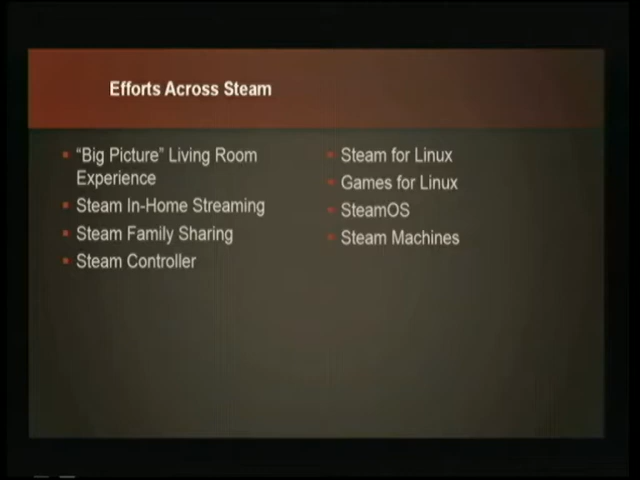 Efforts Across Steam
"Big Picture" Living Room
Experience
Steam In-Home Streaming
Steam Family Sharing
Steam Controller
Steam for Linux
Games for Linux
SteamOS
Steam Machines